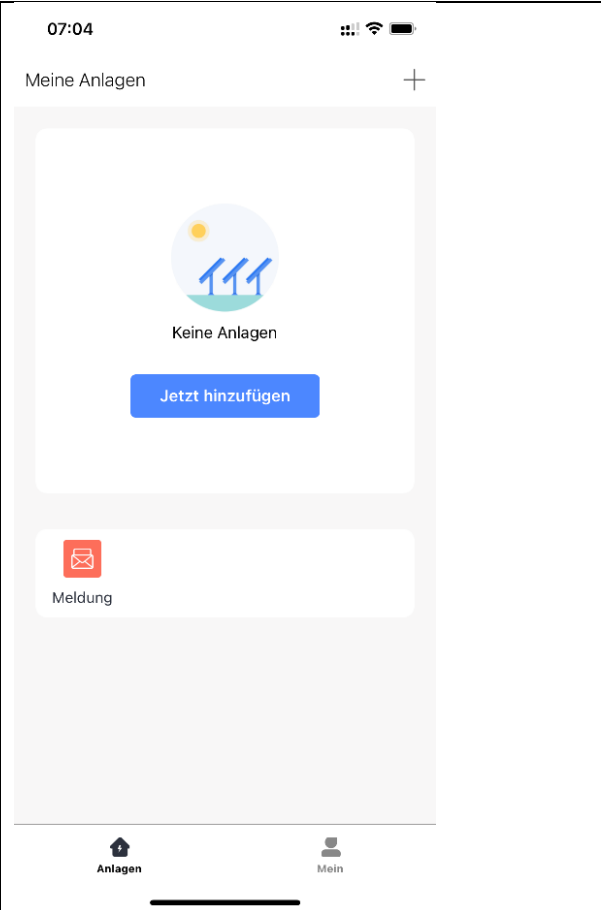 07:04
Meine Anlagen
Keine Anlagen
Jetzt hinzufügen
Meldung
Anlagen
Mein